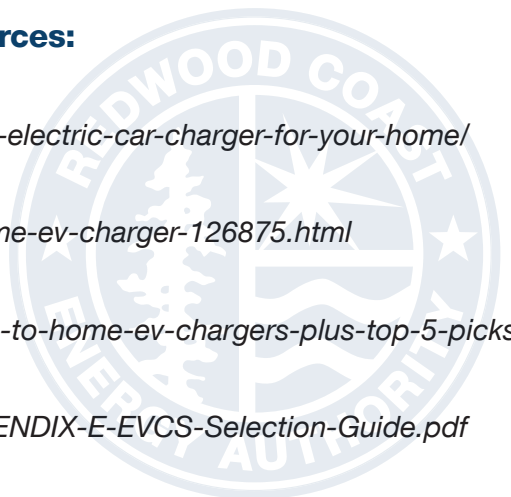 rces:
-electric-car-charger-for-your-home/
ne-ev-charger-126875.html
-to-home-ev-chargers-plus-top-5-picks
ENDIX-E-EVCS-Selection-Guide.pdf
REDWOOD COAST
ENERGY AUTHORITY